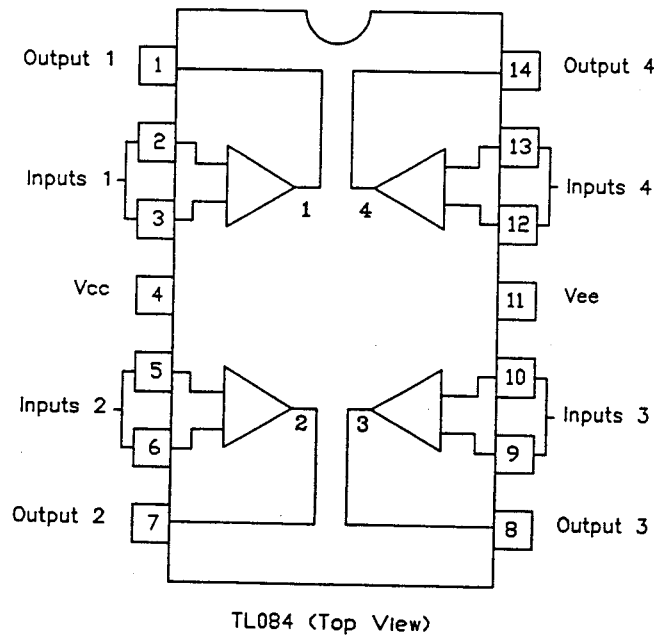 Output 1
1
14
Output 4
2
13
Inputs 1
Inputs 4
1
4
3
12
Vcc
4
11
Vee
5
10
Inputs 2
Inputs 3
2
3
6
9
Output 2
7
8
Output 3
TL084 (Top View)